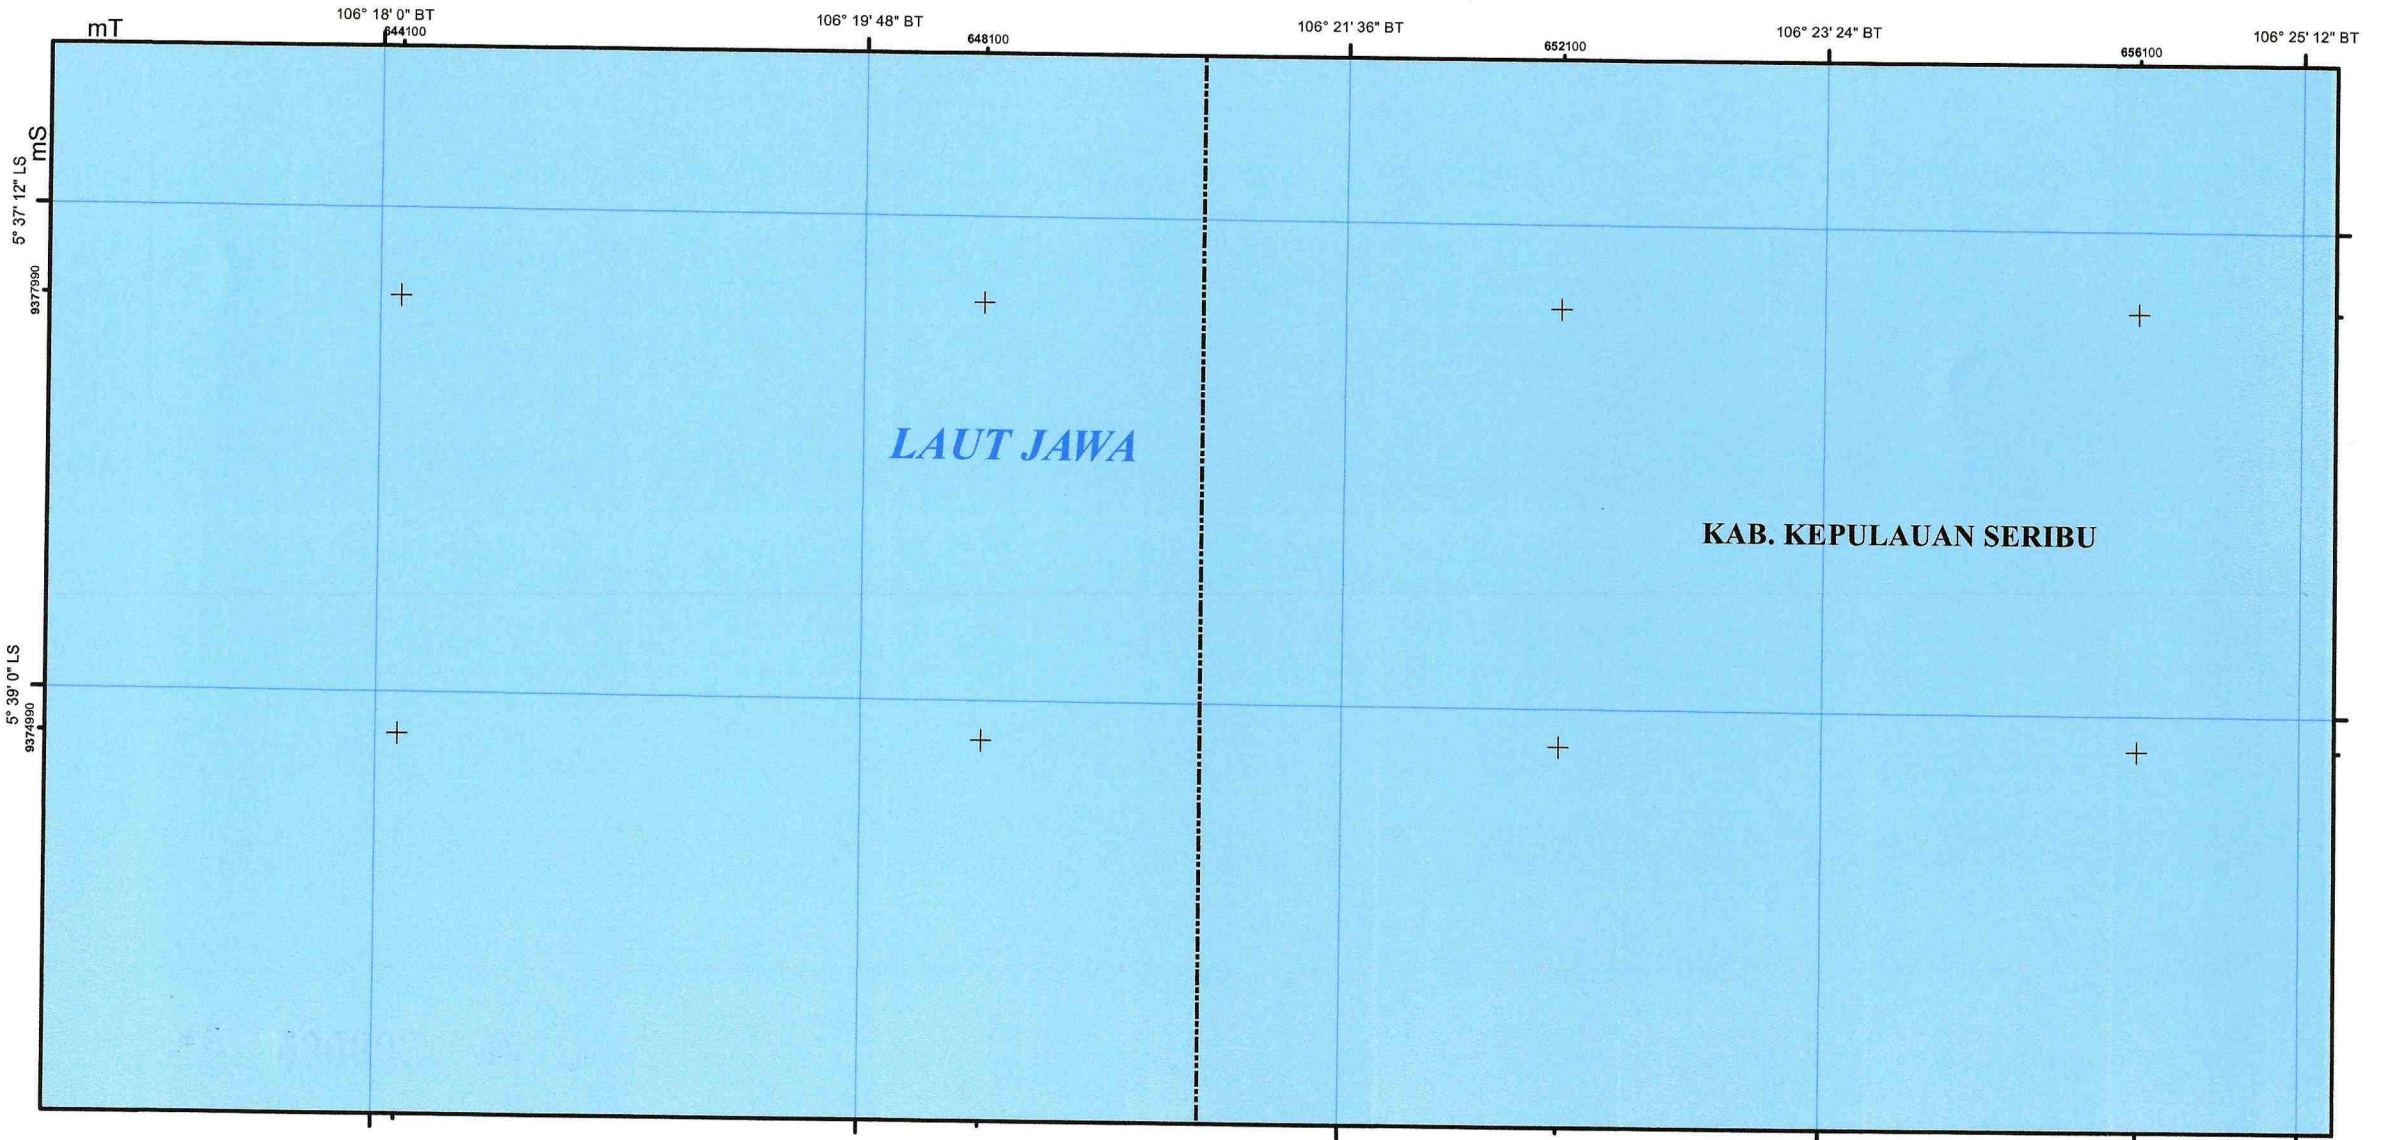 mT
106° 18' 0" BT
106° 19' 48" BT
106° 21' 36" BT
106° 23' 24" BT
106° 25' 12" BT
644100
648100
652100
656100
mS
5° 37' 12" LS
9377990
LAUT JAWA
KAB. KEPULAUAN SERIBU
5° 39' 0" LS
9374990